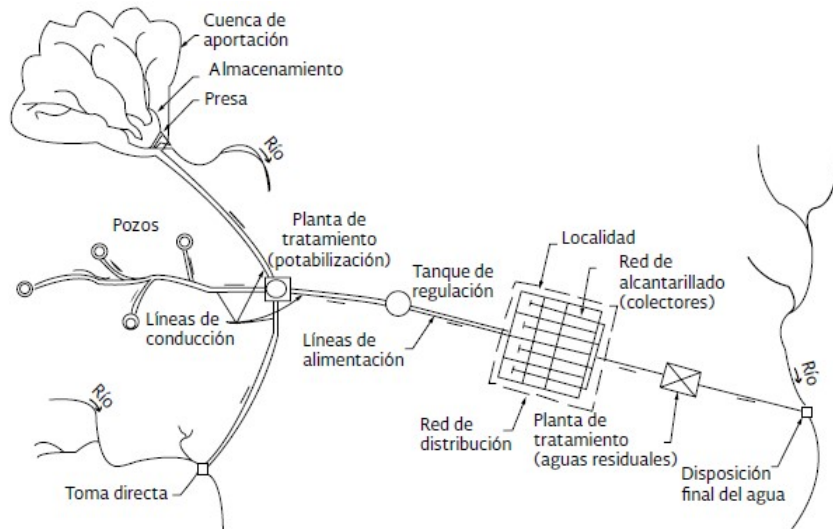 Cuenca de
aportación
Almacenamiento
Presa
Río
Pozos
Planta de
tratamiento
(potabilización)
Localidad
Tanque de
regulación
Red de
alcantarillado
(colectores)
Líneas de
conducción
Líneas de
alimentación
Río
Río
Red de
distribución
Planta de
tratamiento
(aguas residuales)
Toma directa
Disposición
final del agua